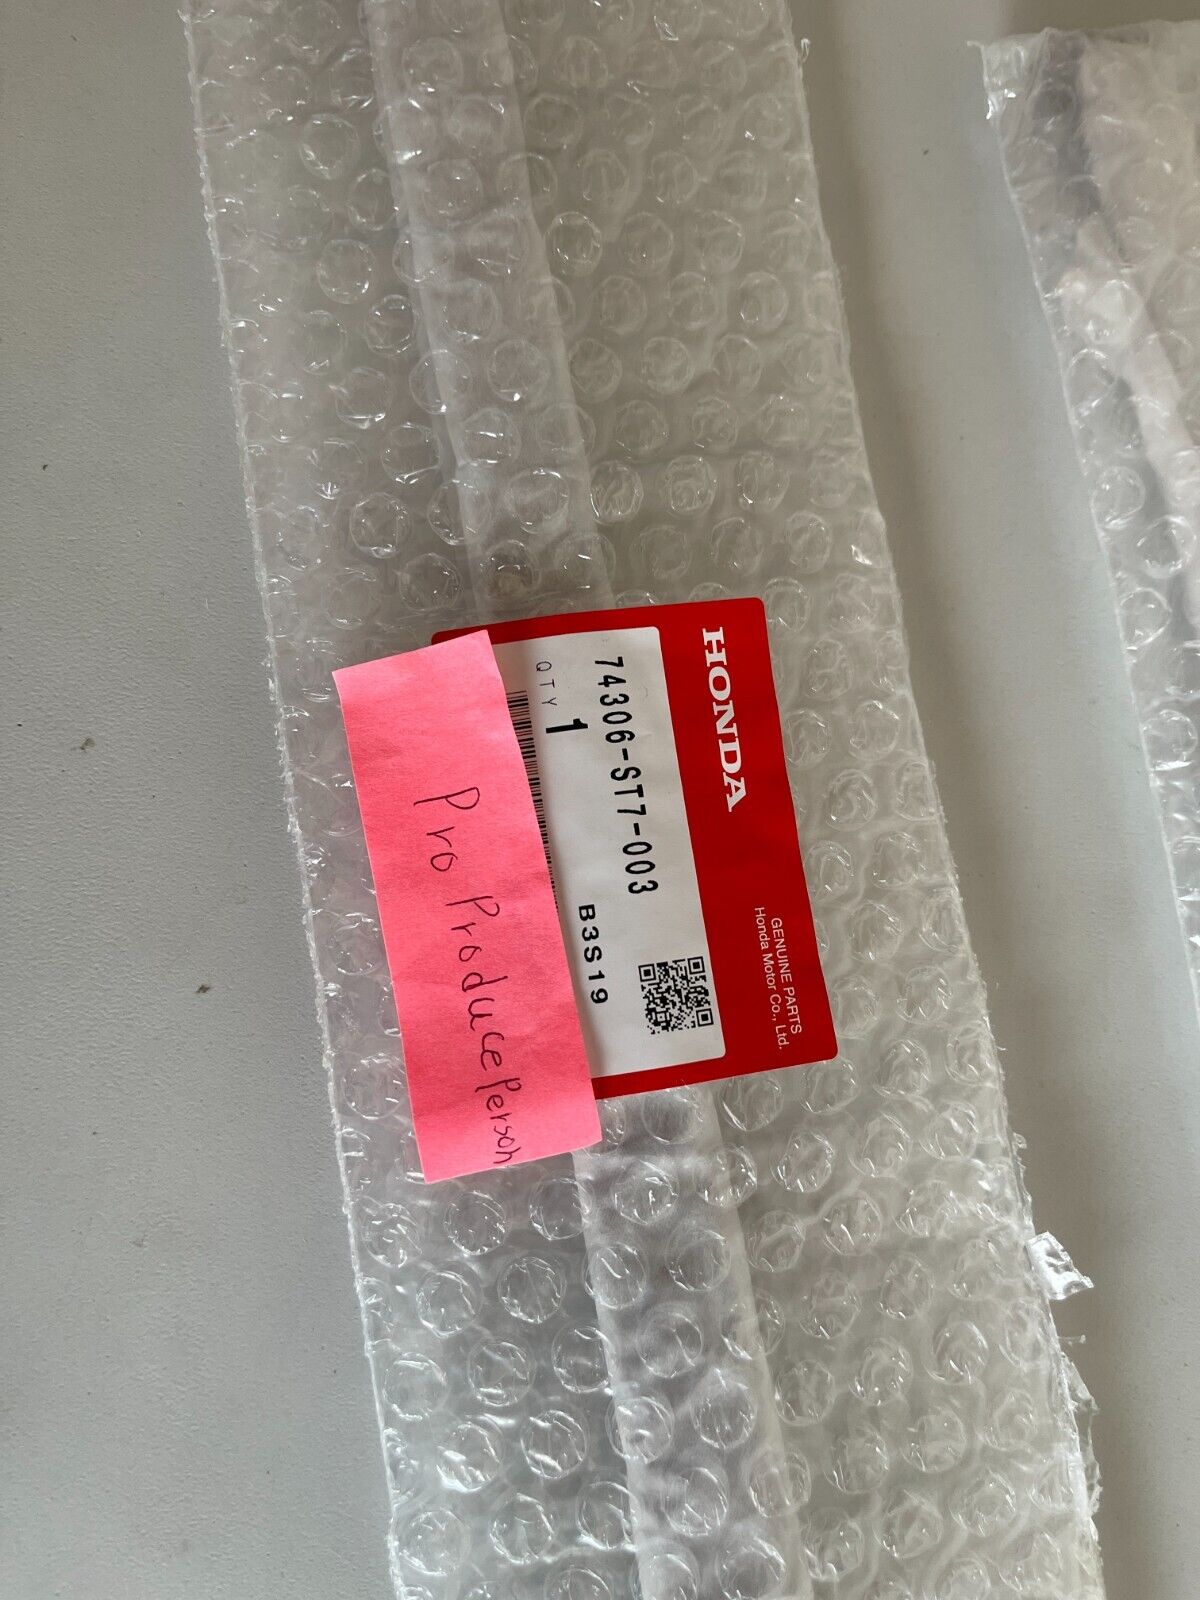 HONDA
GENUINE PARTS
Honda Motor Co., Ltd.
74306-ST7-003
QTY 1
B3S19
Pro Produce Person